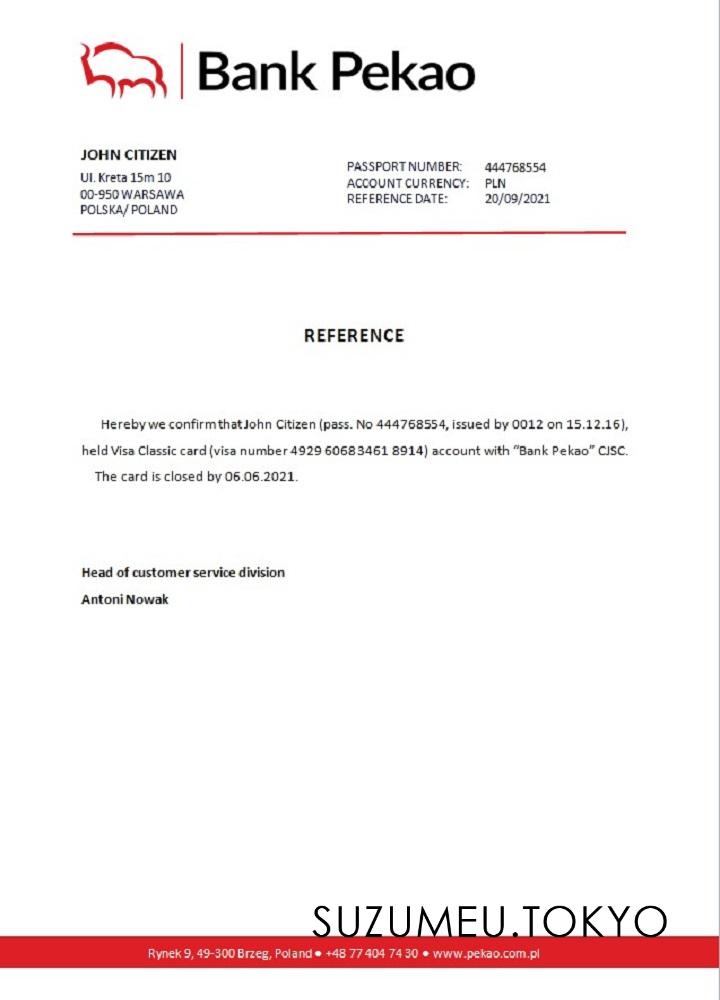 Bank Pekao
JOHN CITIZEN
Ul. Kreta 15m 10
00-950 WARSAWA
POLSKA/ POLAND
PASSPORT NUMBER: 444768554
ACCOUNT CURRENCY: PLN
REFERENCE DATE: 20/09/2021
REFERENCE
Hereby we confirm that John Citizen (pass. No 444768554, issued by 0012 on 15.12.16),
held Visa Classic card (visa number 4929 60683461 8914) account with “Bank Pekao” CJSC.
The card is closed by 06.06.2021.
Head of customer service division
Antoni Nowak
SUZUMEU.TOKYO
Rynek 9, 49-300 Brzeg, Poland ● +48 77 404 74 30 ● www.pekao.com.pl